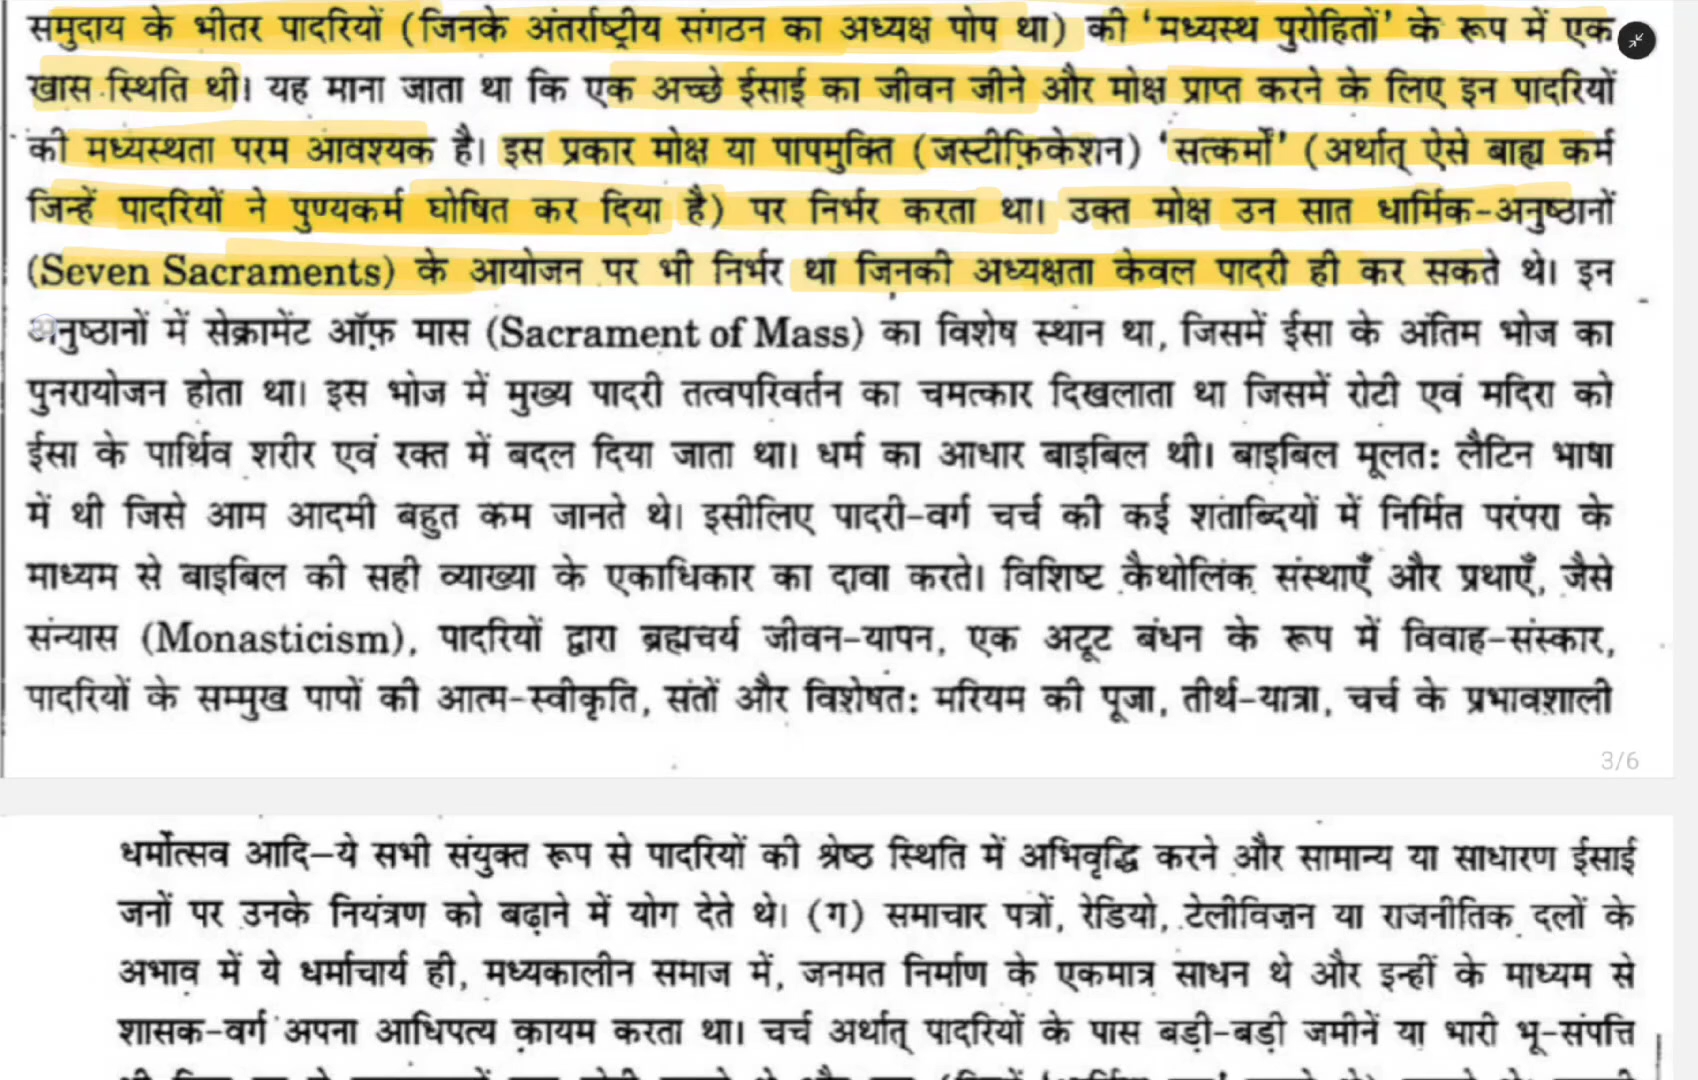 समुदाय के भीतर पादरियों (जिनके अंतर्राष्ट्रीय संगठन का अध्यक्ष पोप था) की ‘मध्यस्थ पुरोहितों’ के रूप में एक
खास स्थिति थी। यह माना जाता था कि एक अच्छे ईसाई का जीवन जीने और मोक्ष प्राप्त करने के लिए इन पादरियों
की मध्यस्थता परम आवश्यक है। इस प्रकार मोक्ष या पापमुक्ति (जस्टीफ़िकेशन) ‘सत्कर्मों’ (अर्थात् ऐसे बाह्य कर्म
जिन्हें पादरियों ने पुण्यकर्म घोषित कर दिया है) पर निर्भर करता था। उक्त मोक्ष उन सात धार्मिक-अनुष्ठानों
(Seven Sacraments) के आयोजन पर भी निर्भर था जिनकी अध्यक्षता केवल पादरी ही कर सकते थे। इन
अनुष्ठानों में सेक्रामेंट ऑफ़ मास (Sacrament of Mass) का विशेष स्थान था, जिसमें ईसा के अंतिम भोज का
पुनरायोजन होता था। इस भोज में मुख्य पादरी तत्वपरिवर्तन का चमत्कार दिखलाता था जिसमें रोटी एवं मदिरा को
ईसा के पार्थिव शरीर एवं रक्त में बदल दिया जाता था। धर्म का आधार बाइबिल थी। बाइबिल मूलत: लैटिन भाषा
में थी जिसे आम आदमी बहुत कम जानते थे। इसीलिए पादरी-वर्ग चर्च की कई शताब्दियों में निर्मित परंपरा के
माध्यम से बाइबिल की सही व्याख्या के एकाधिकार का दावा करते। विशिष्ट कैथोलिक संस्थाएँ और प्रथाएँ, जैसे
संन्यास (Monasticism), पादरियों द्वारा ब्रह्मचर्य जीवन-यापन, एक अटूट बंधन के रूप में विवाह-संस्कार,
पादरियों के सम्मुख पापों की आत्म-स्वीकृति, संतों और विशेषत: मरियम की पूजा, तीर्थ-यात्रा, चर्च के प्रभावशाली
3/6
धर्मोत्सव आदि–ये सभी संयुक्त रूप से पादरियों की श्रेष्ठ स्थिति में अभिवृद्धि करने और सामान्य या साधारण ईसाई
जनों पर उनके नियंत्रण को बढ़ाने में योग देते थे। (ग) समाचार पत्रों, रेडियो, टेलीविज़न या राजनीतिक दलों के
अभाव में ये धर्माचार्य ही, मध्यकालीन समाज में, जनमत निर्माण के एकमात्र साधन थे और इन्हीं के माध्यम से
शासक-वर्ग अपना आधिपत्य क़ायम करता था। चर्च अर्थात् पादरियों के पास बड़ी-बड़ी जमीनें या भारी भू-संपत्ति